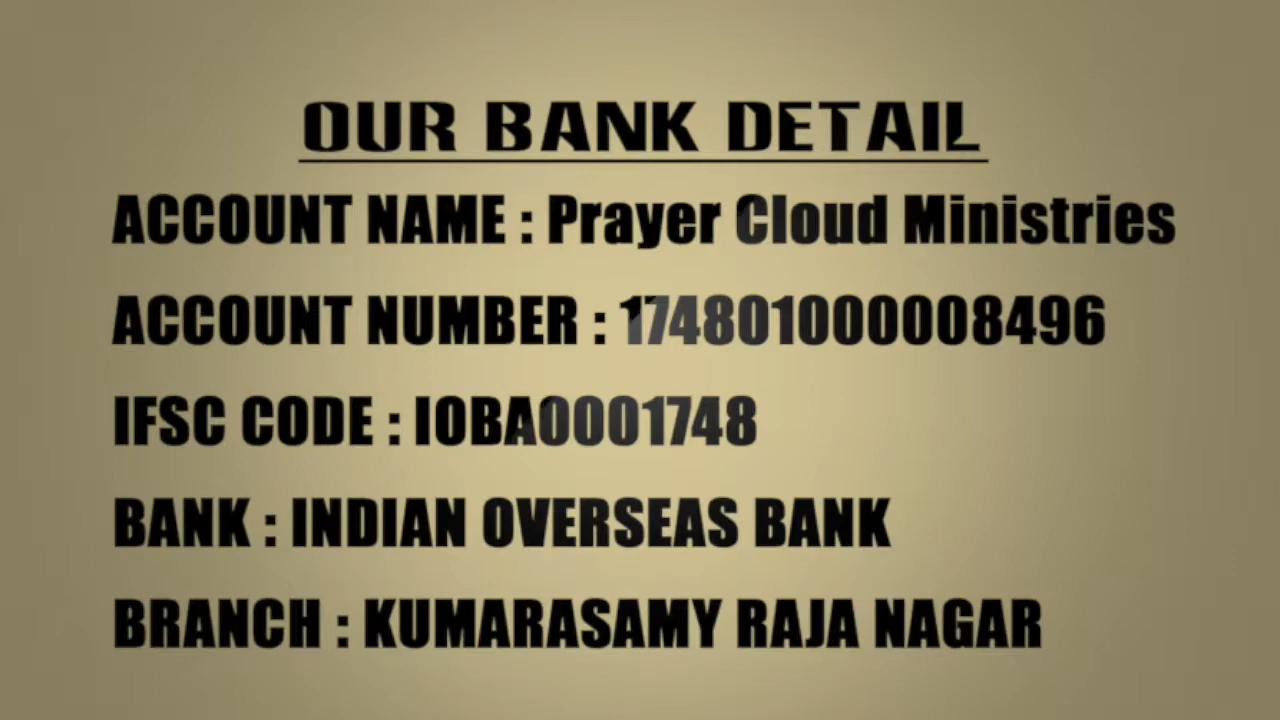 OUR BANK DETAIL
ACCOUNT NAME : Prayer Cloud Ministries
ACCOUNT NUMBER : 174801000008496
IFSC CODE : IOBA0001748
BANK : INDIAN OVERSEAS BANK
BRANCH : KUMARASAMY RAJA NAGAR